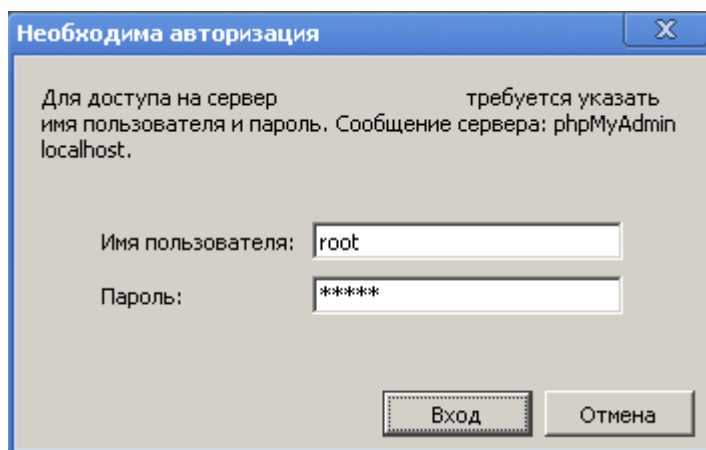 Необходима авторизация
Для доступа на сервер требуется указать
имя пользователя и пароль. Сообщение сервера: phpMyAdmin
localhost.
Имя пользователя: root
Пароль: *****
Вход Отмена